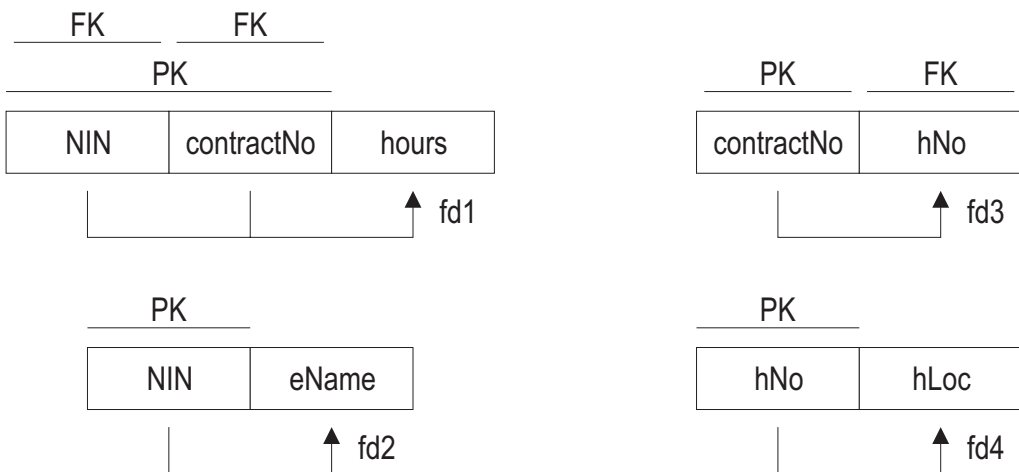 FK FK
PK PK FK
NIN contractNo hours contractNo hNo
fd1 fd3
PK PK
NIN eName hNo hLoc
fd2 fd4